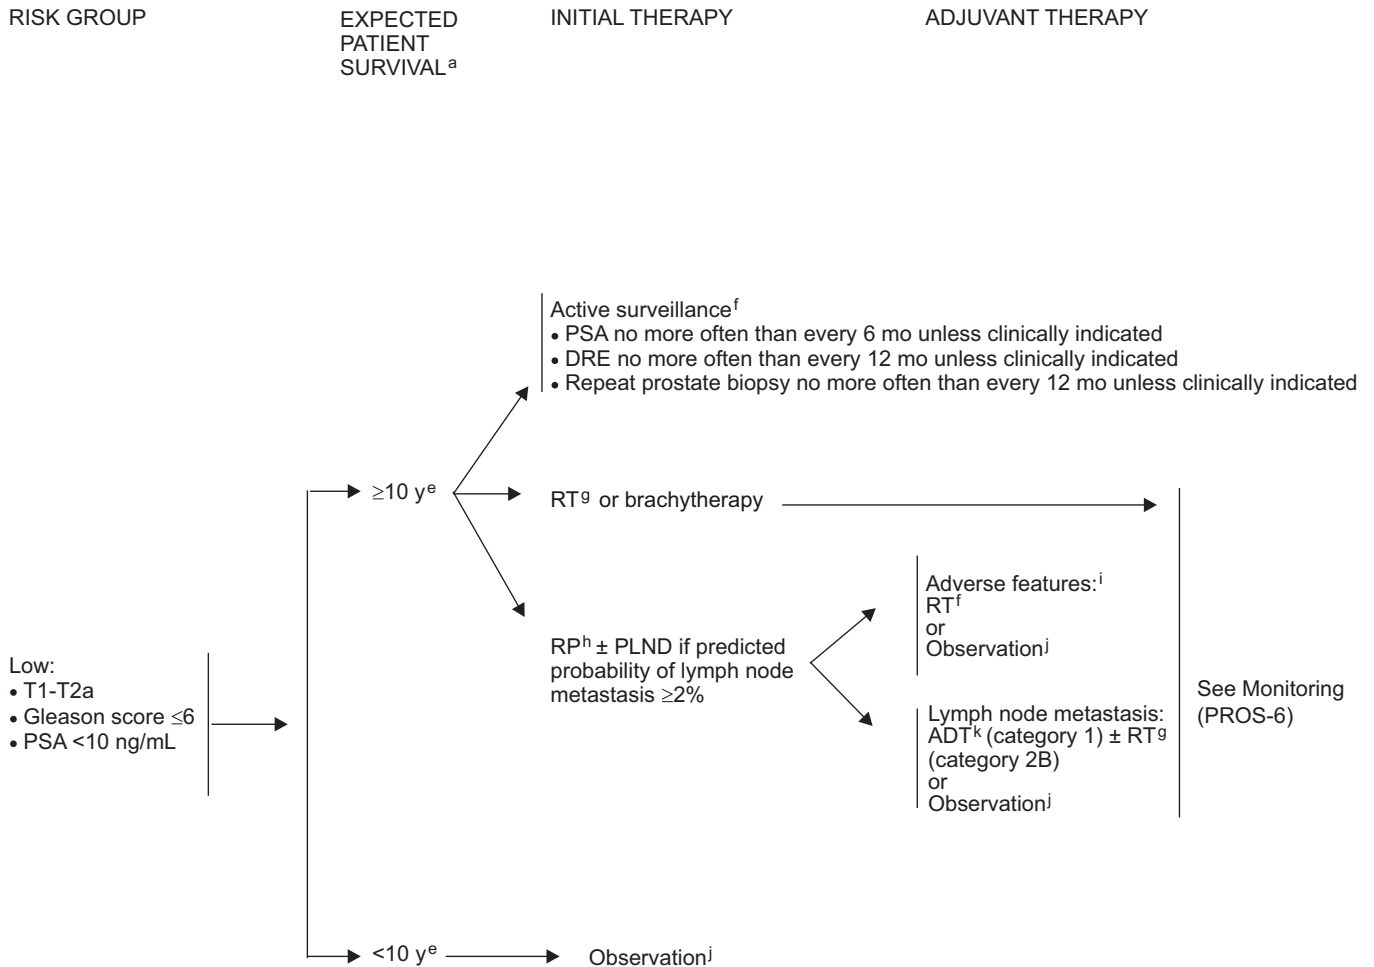 RISK GROUP
EXPECTED
PATIENT
SURVIVALᵃ
INITIAL THERAPY
ADJUVANT THERAPY
Active surveillanceᶠ
• PSA no more often than every 6 mo unless clinically indicated
• DRE no more often than every 12 mo unless clinically indicated
• Repeat prostate biopsy no more often than every 12 mo unless clinically indicated
≥10 yᵉ
RTᵍ or brachytherapy
Adverse features:ⁱ
RTᶠ
or
Observationʲ
RPʰ ± PLND if predicted
probability of lymph node
metastasis ≥2%
Low:
• T1-T2a
• Gleason score ≤6
• PSA <10 ng/mL
Lymph node metastasis:
ADTᵏ (category 1) ± RTᵍ
(category 2B)
or
Observationʲ
See Monitoring
(PROS-6)
<10 yᵉ
Observationʲ